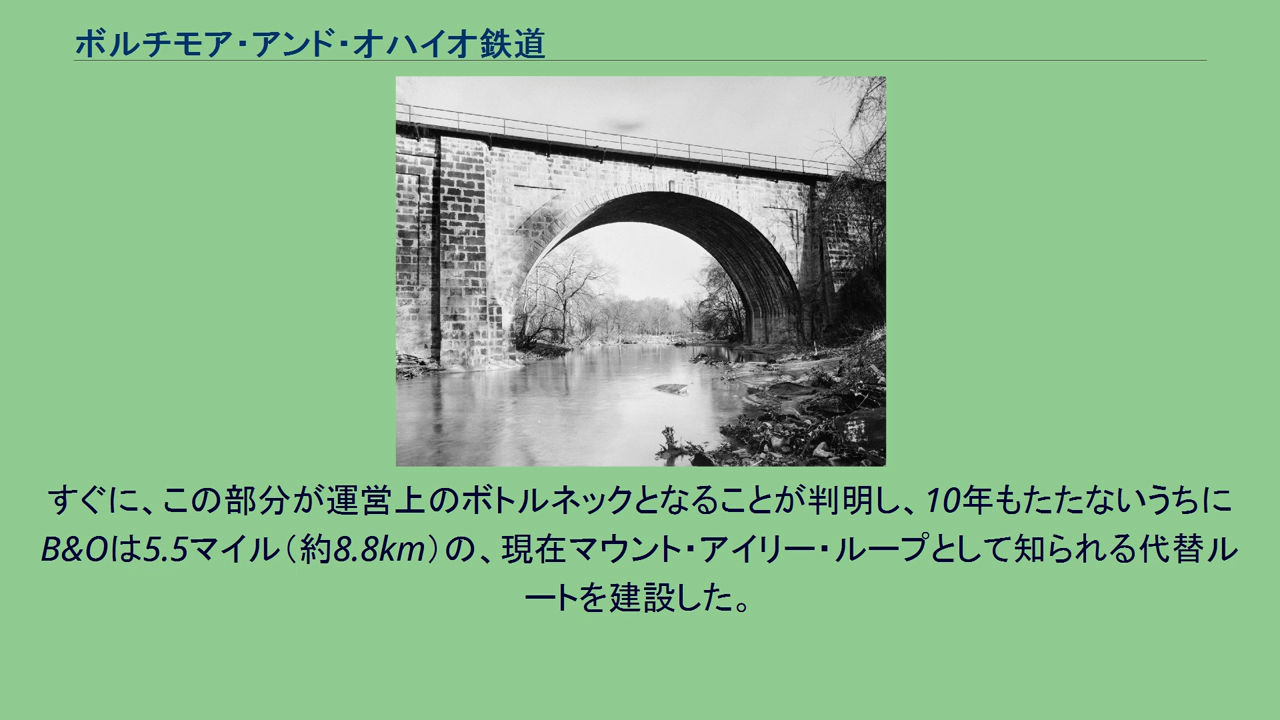 ボルチモア・アンド・オハイオ鉄道
すぐに、この部分が運営上のボトルネックとなることが判明し、10年もたたないうちに
B&Oは5.5マイル（約8.8km）の、現在マウント・アイリー・ループとして知られる代替ル
ートを建設した。